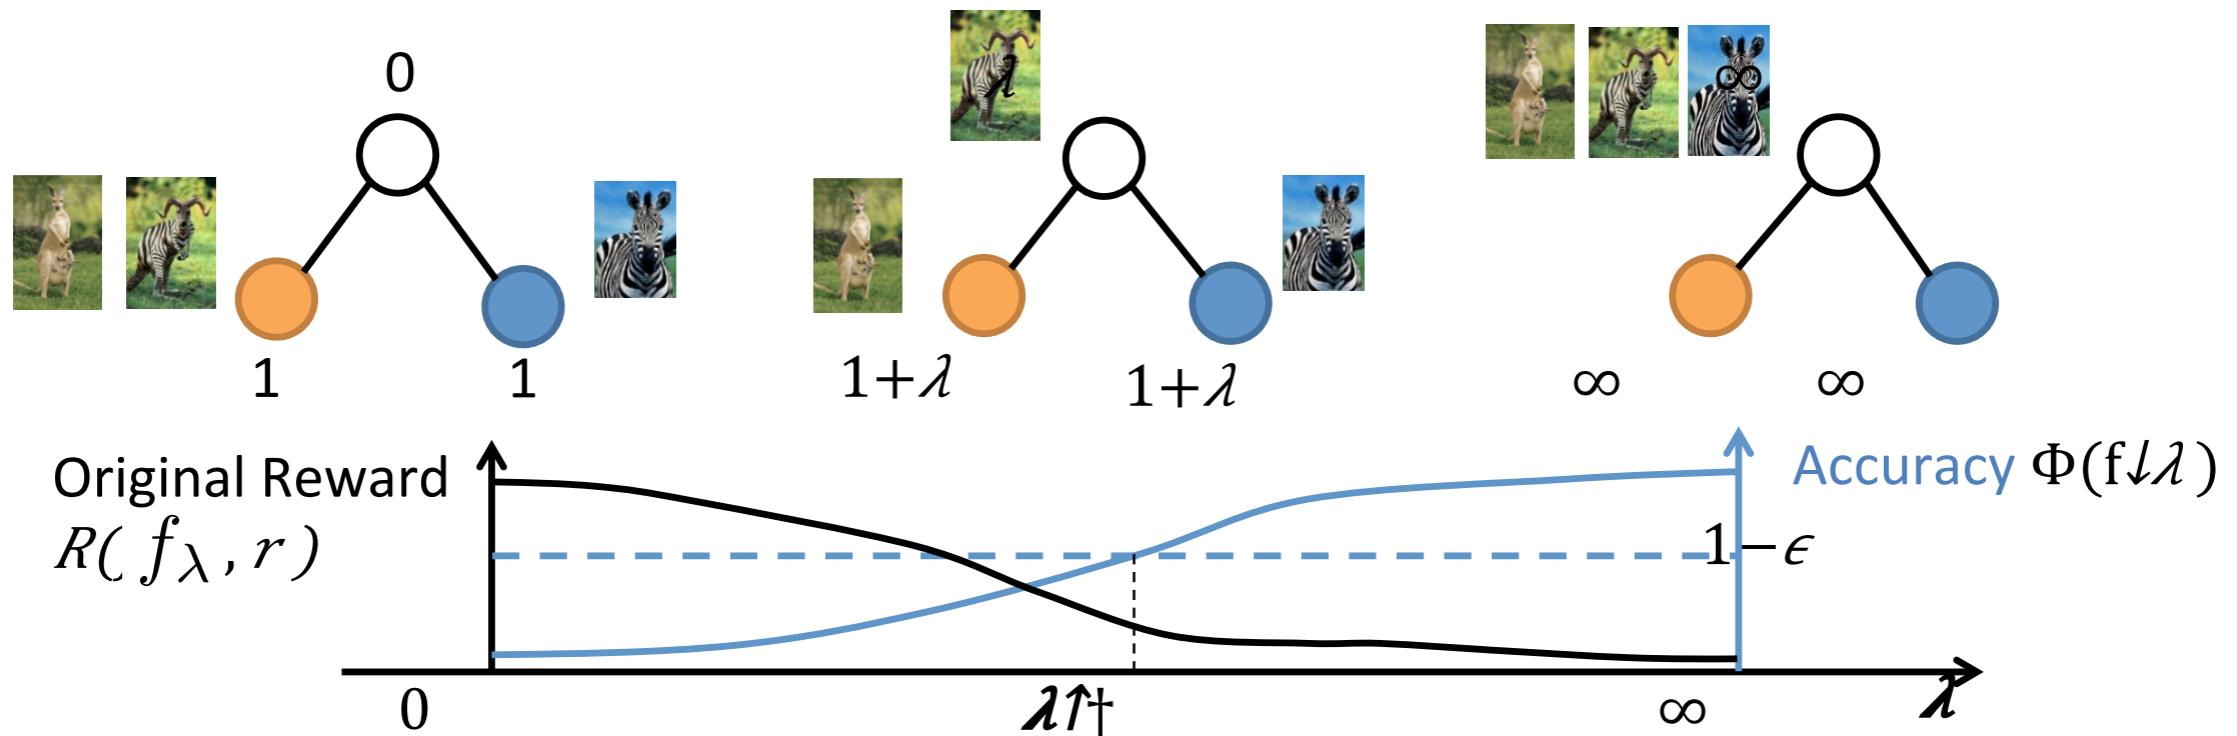 0
λ
∞
1
1
1+λ
1+λ
∞
∞
Original Reward
R( f_λ , r )
Accuracy Φ(f↓λ )
1−ϵ
0
λ↑†
∞
λ